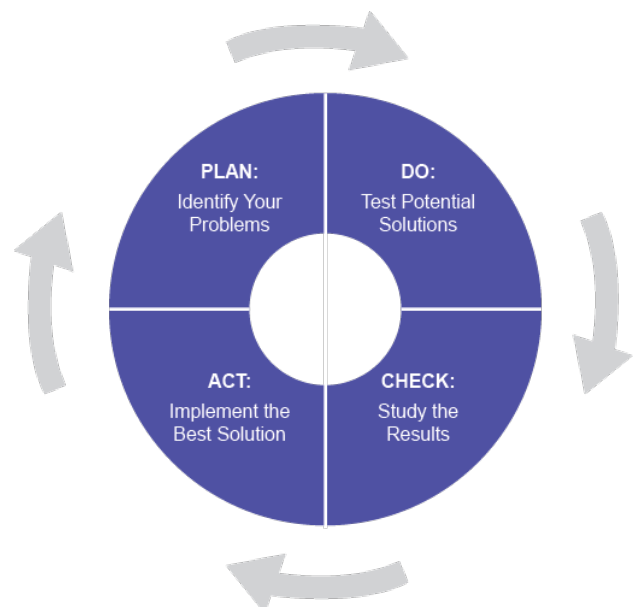 PLAN:
Identify Your
Problems
DO:
Test Potential
Solutions
CHECK:
Study the
Results
ACT:
Implement the
Best Solution